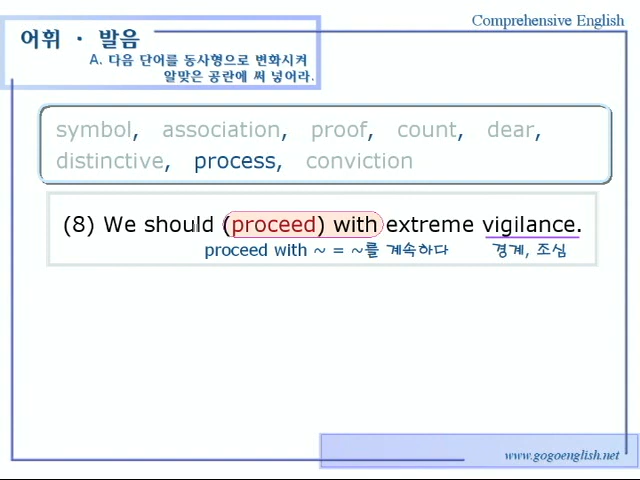 Comprehensive English
어휘 · 발음
A. 다음 단어를 동사형으로 변화시켜
알맞은 공란에 써 넣어라.
symbol, association, proof, count, dear,
distinctive, process, conviction
(8) We should (proceed) with extreme vigilance.
proceed with ~ = ~를 계속하다 경계, 조심
www.gogoenglish.net